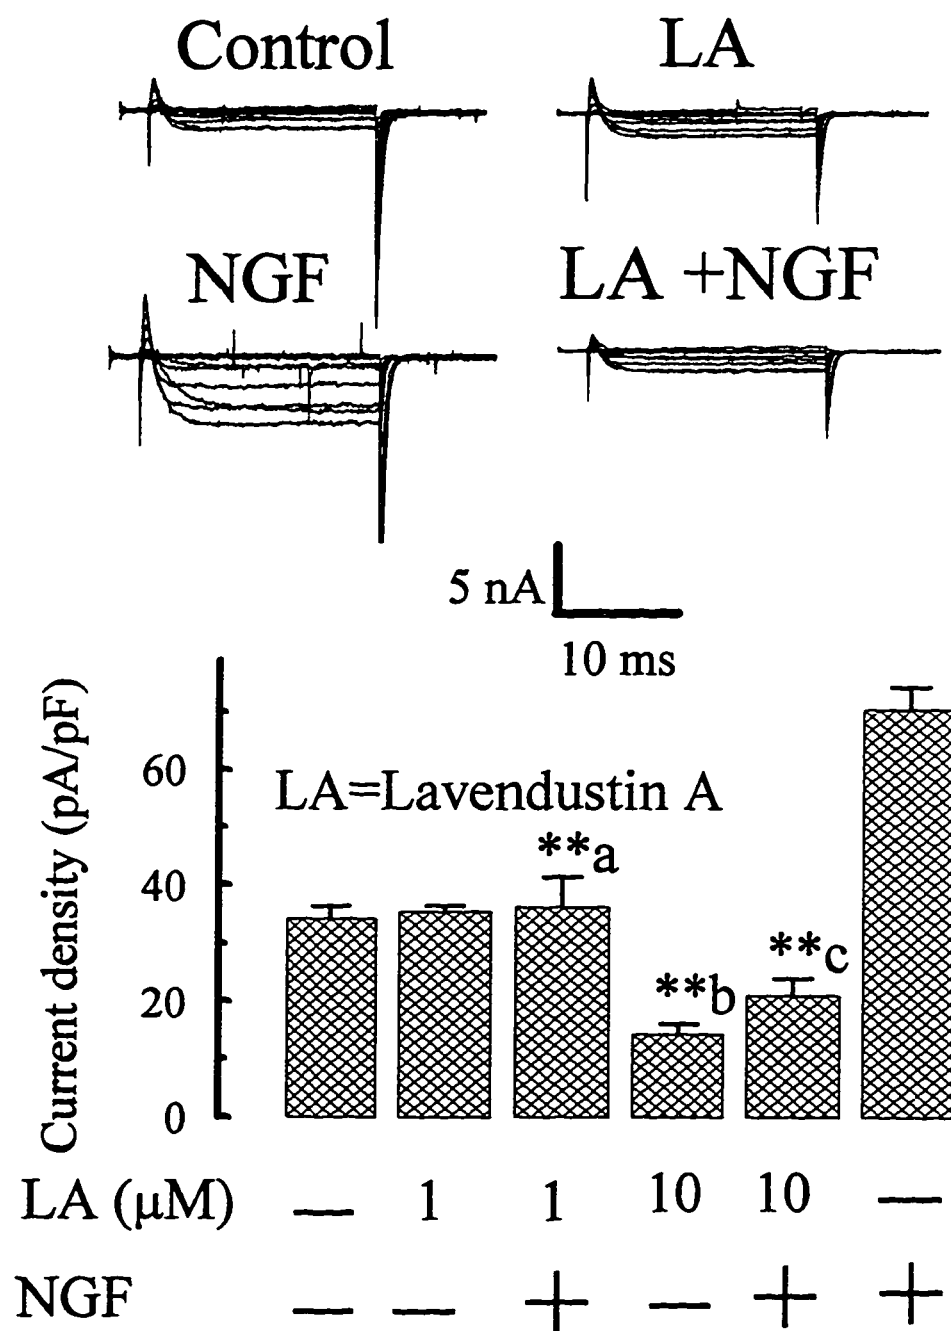 Control LA
NGF LA +NGF
5 nA
10 ms
Current density (pA/pF)
60
40
20
0
LA=Lavendustin A
**a
**b
**c
LA (μM) — 1 1 10 10 —
NGF — — + — + +